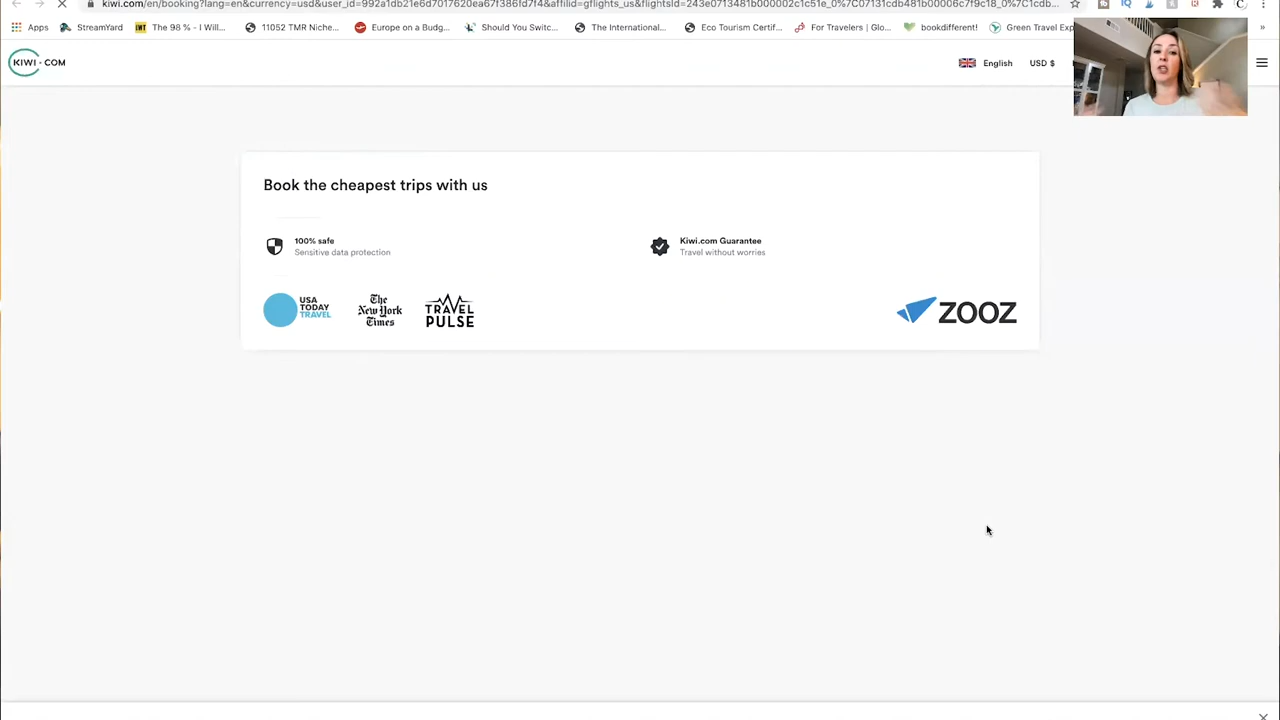 kiwi.com/en/booking?lang=en&currency=usd&user_id=992a1db21e6d7017620ea67f386fd7f4&affilid=gflights_us&flightsId=243e0713481b000002c1c51e_0%7C07131cdb481b00006c7f9c18_0%7C1cdb...
Apps StreamYard IWT The 98 % - I Will... 11052 TMR Niche... Europe on a Budg... Should You Switc... The International... Eco Tourism Certif... For Travelers | Glo... bookdifferent! Green Travel Exp
KIWI.COM English USD $
Book the cheapest trips with us
100% safe
Sensitive data protection
Kiwi.com Guarantee
Travel without worries
USA
TODAY
TRAVEL
The
New York
Times
TRAVEL
PULSE
ZOOZ